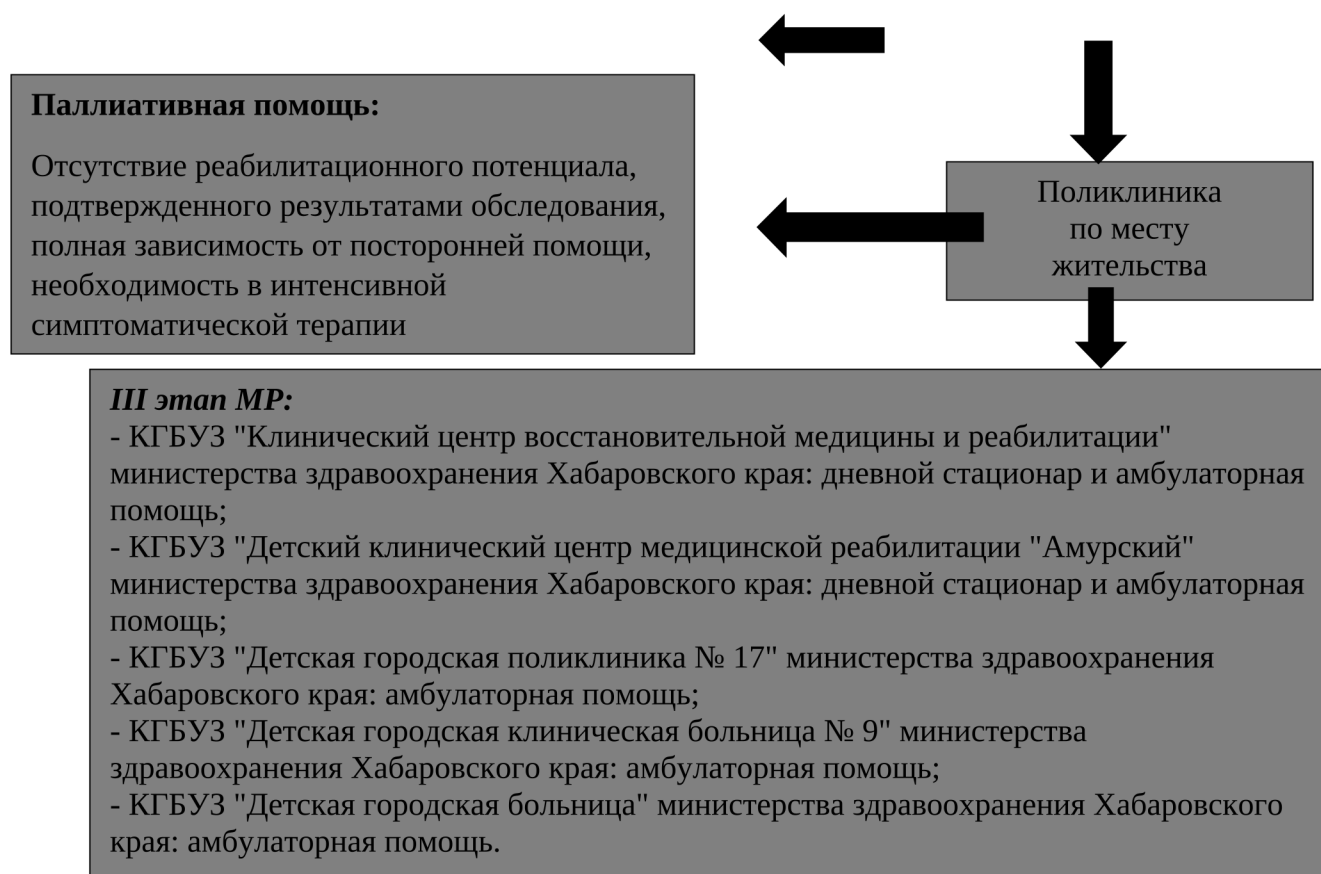 Паллиативная помощь:
Отсутствие реабилитационного потенциала,
подтвержденного результатами обследования,
полная зависимость от посторонней помощи,
необходимость в интенсивной
симптоматической терапии
Поликлиника
по месту
жительства
III этап МР:
- КГБУЗ "Клинический центр восстановительной медицины и реабилитации"
министерства здравоохранения Хабаровского края: дневной стационар и амбулаторная
помощь;
- КГБУЗ "Детский клинический центр медицинской реабилитации "Амурский"
министерства здравоохранения Хабаровского края: дневной стационар и амбулаторная
помощь;
- КГБУЗ "Детская городская поликлиника № 17" министерства здравоохранения
Хабаровского края: амбулаторная помощь;
- КГБУЗ "Детская городская клиническая больница № 9" министерства
здравоохранения Хабаровского края: амбулаторная помощь;
- КГБУЗ "Детская городская больница" министерства здравоохранения Хабаровского
края: амбулаторная помощь.